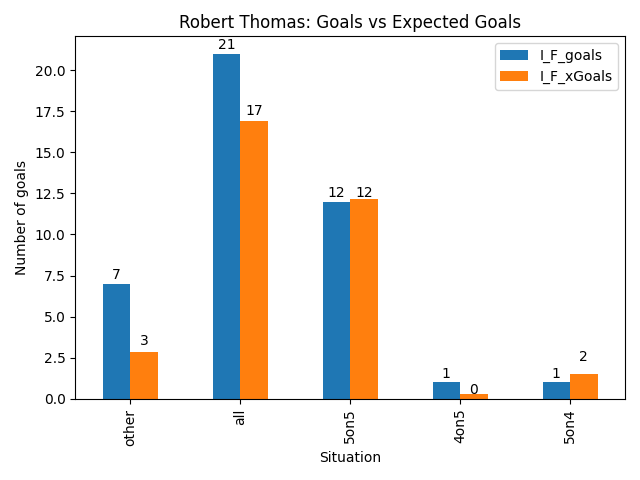 Robert Thomas: Goals vs Expected Goals
I_F_goals
I_F_xGoals
Number of goals
20.0
17.5
15.0
12.5
10.0
7.5
5.0
2.5
0.0
7
3
21
17
12
12
1
0
1
2
other
all
5on5
4on5
5on4
Situation